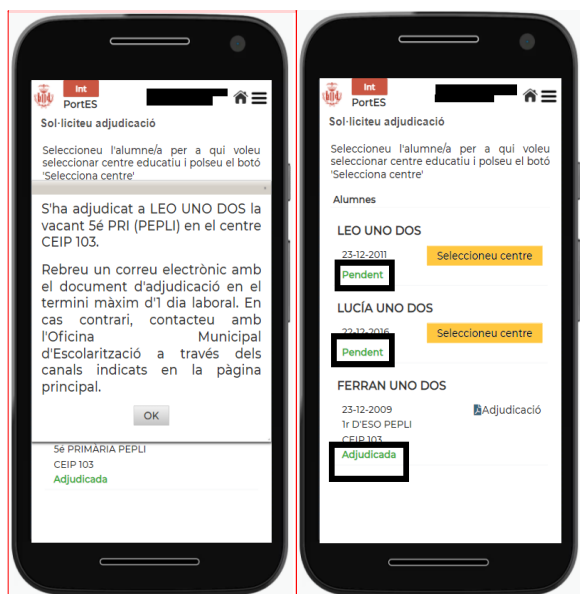 Int
PortES
Sol·liciteu adjudicació
Seleccioneu l'alumne/a per a qui voleu
seleccionar centre educatiu i polseu el botó
'Selecciona centre'
S'ha adjudicat a LEO UNO DOS la
vacant 5é PRI (PEPLI) en el centre
CEIP 103.
Rebreu un correu electrònic amb
el document d'adjudicació en el
termini màxim d'1 dia laboral. En
cas contrari, contacteu amb
l'Oficina Municipal
d'Escolarització a través dels
canals indicats en la pàgina
principal.
OK
5é PRIMÀRIA PEPLI
CEIP 103
Adjudicada
Int
PortES
Sol·liciteu adjudicació
Seleccioneu l'alumne/a per a qui voleu
seleccionar centre educatiu i polseu el botó
'Selecciona centre'
Alumnes
LEO UNO DOS
23-12-2011 Seleccioneu centre
Pendent
LUCÍA UNO DOS
22-12-2016 Seleccioneu centre
Pendent
FERRAN UNO DOS
23-12-2009 Adjudicació
1r D'ESO PEPLI
CEIP 103
Adjudicada